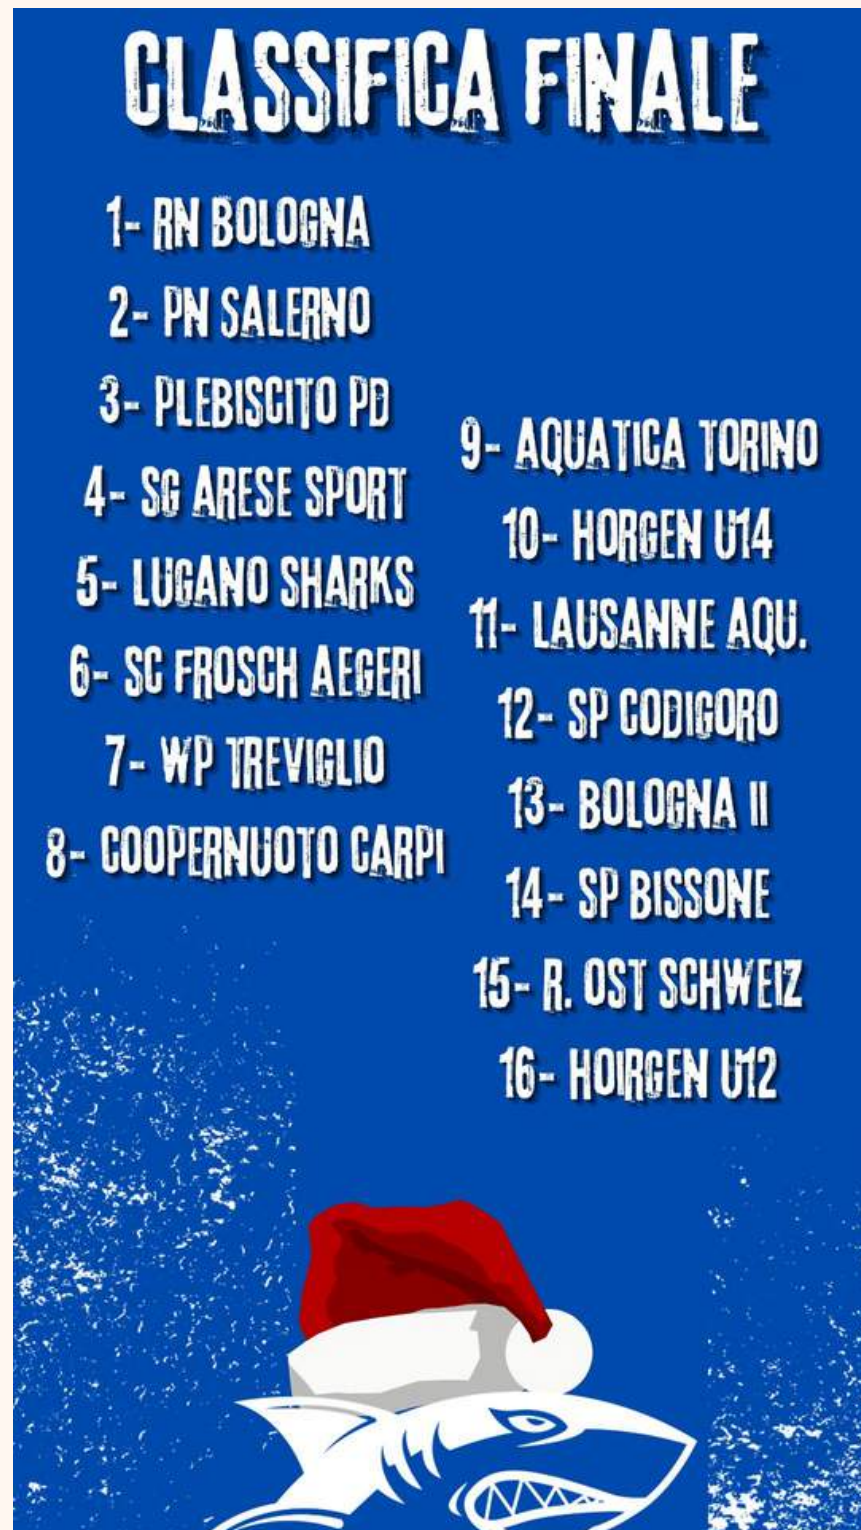 CLASSIFICA FINALE
1- RN BOLOGNA
2- PN SALERNO
3- PLEBISCITO PD
4- SG ARESE SPORT
5- LUGANO SHARKS
6- SC FROSCH AEGERI
7- WP TREVIGLIO
8- COOPERNUOTO CARPI
9- AQUATICA TORINO
10- HORGEN U14
11- LAUSANNE AQU.
12- SP CODIGORO
13- BOLOGNA II
14- SP BISSONE
15- R. OST SCHWEIZ
16- HOIRGEN U12